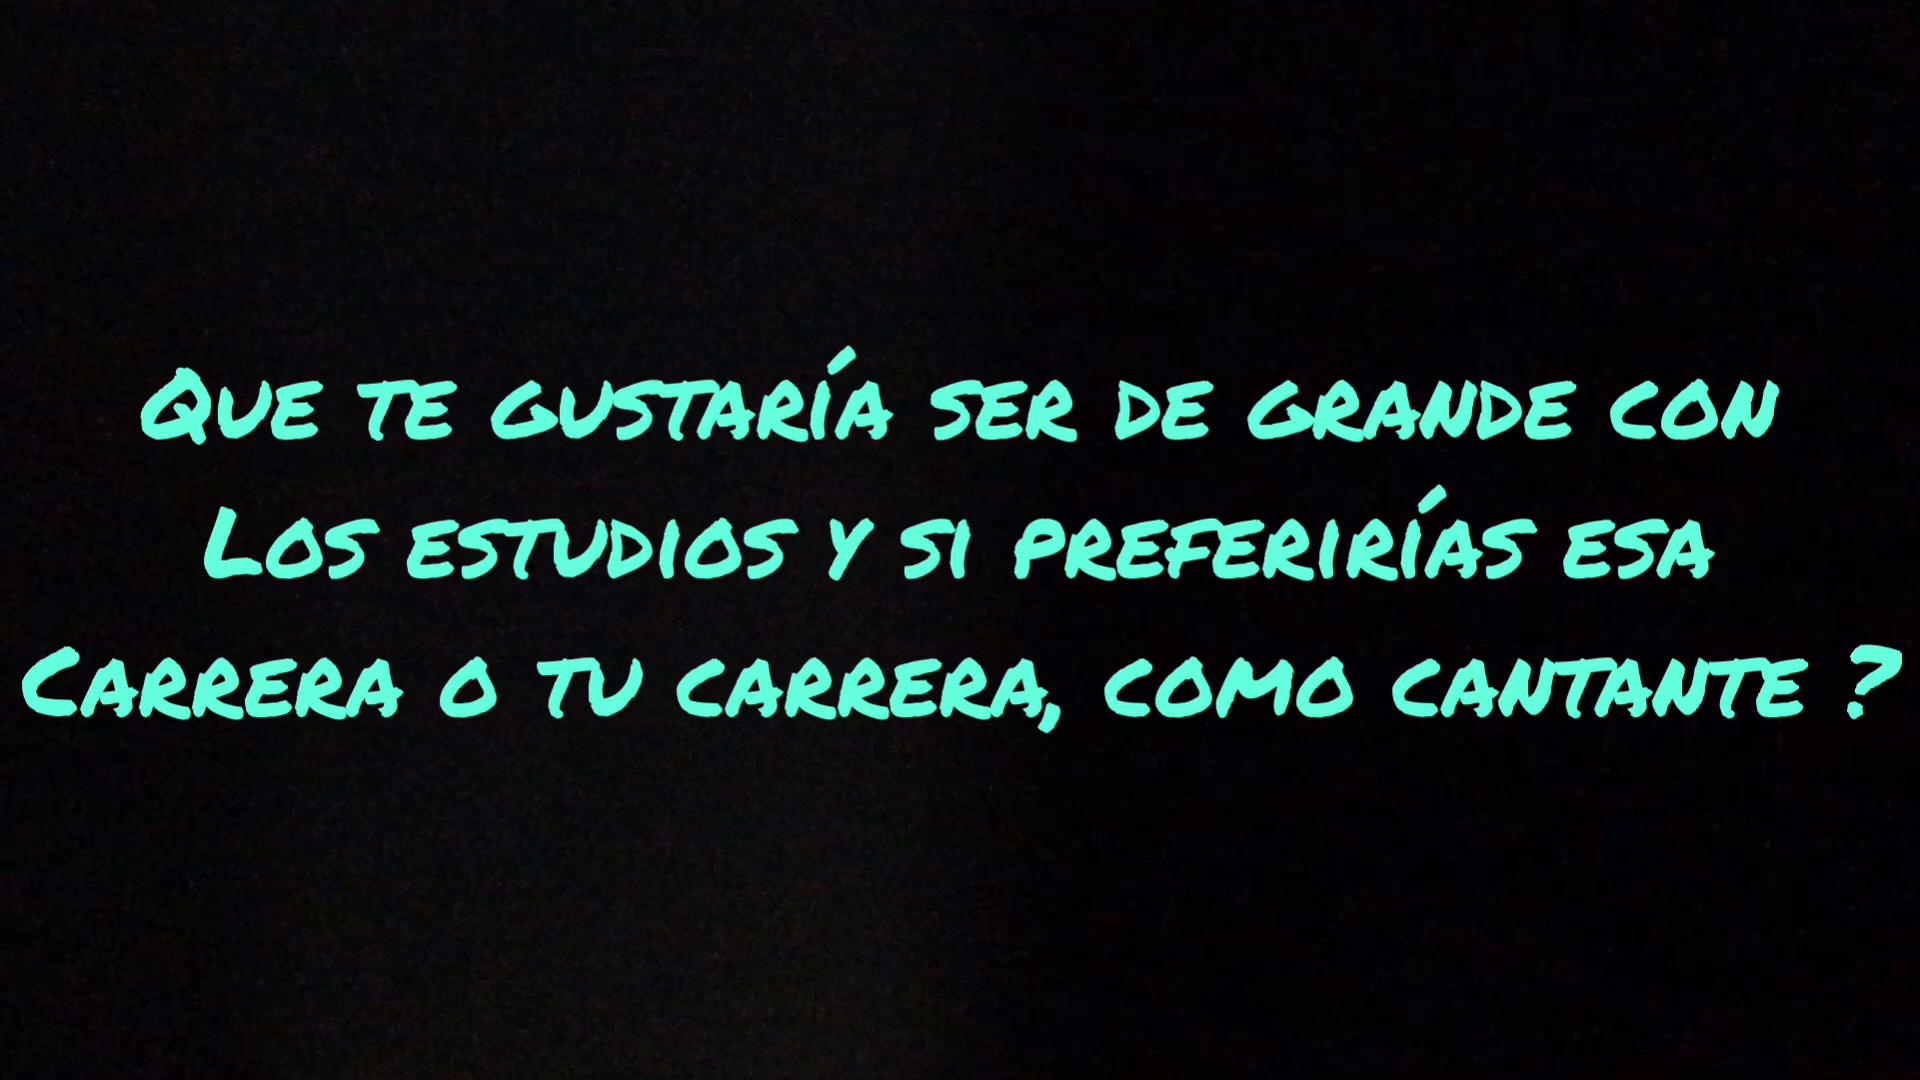 Que te gustaría ser de grande con
Los estudios y si preferirías esa
Carrera o tu carrera, como cantante ?